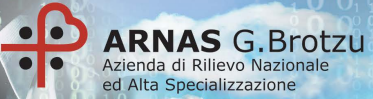 ARNAS G.Brotzu
Azienda di Rilievo Nazionale
ed Alta Specializzazione